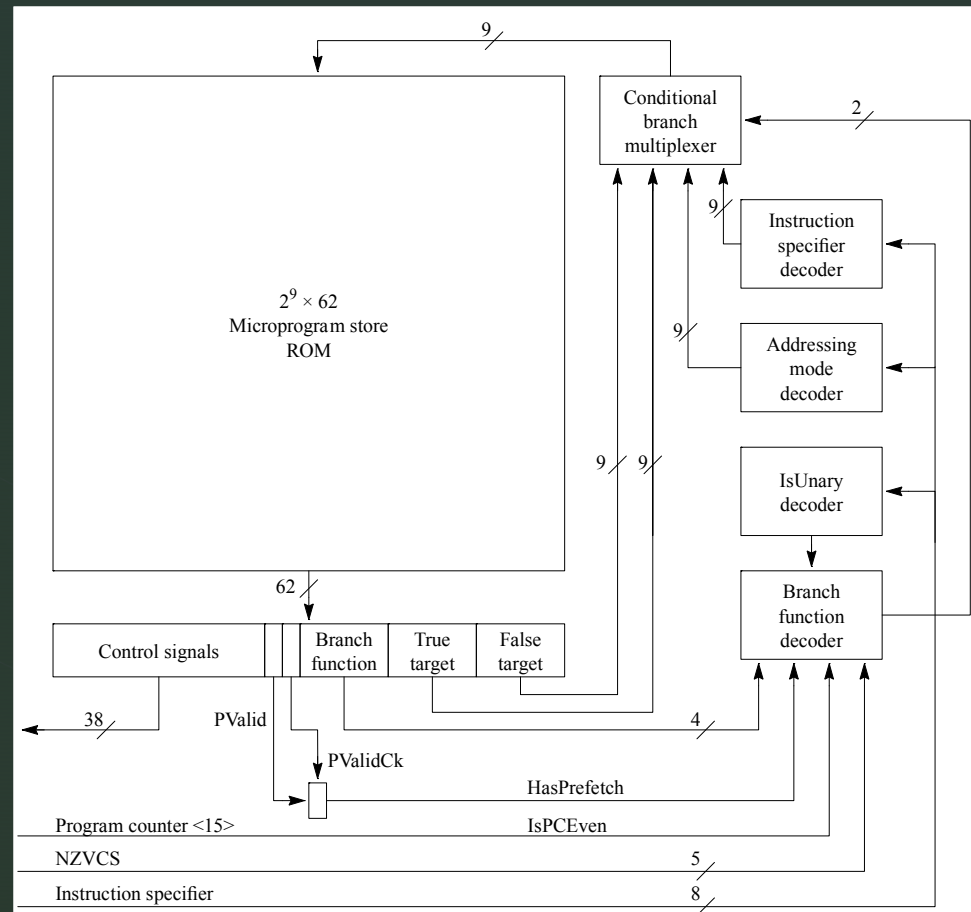 9
Conditional
branch
multiplexer
2
9
Instruction
specifier
decoder
2⁹ × 62
Microprogram store
ROM
9
Addressing
mode
decoder
9
9
IsUnary
decoder
62
Branch
function
decoder
Control signals
Branch
function
True
target
False
target
38
PValid
4
PValidCk
HasPrefetch
Program counter <15>
IsPCEven
NZVCS
5
Instruction specifier
8